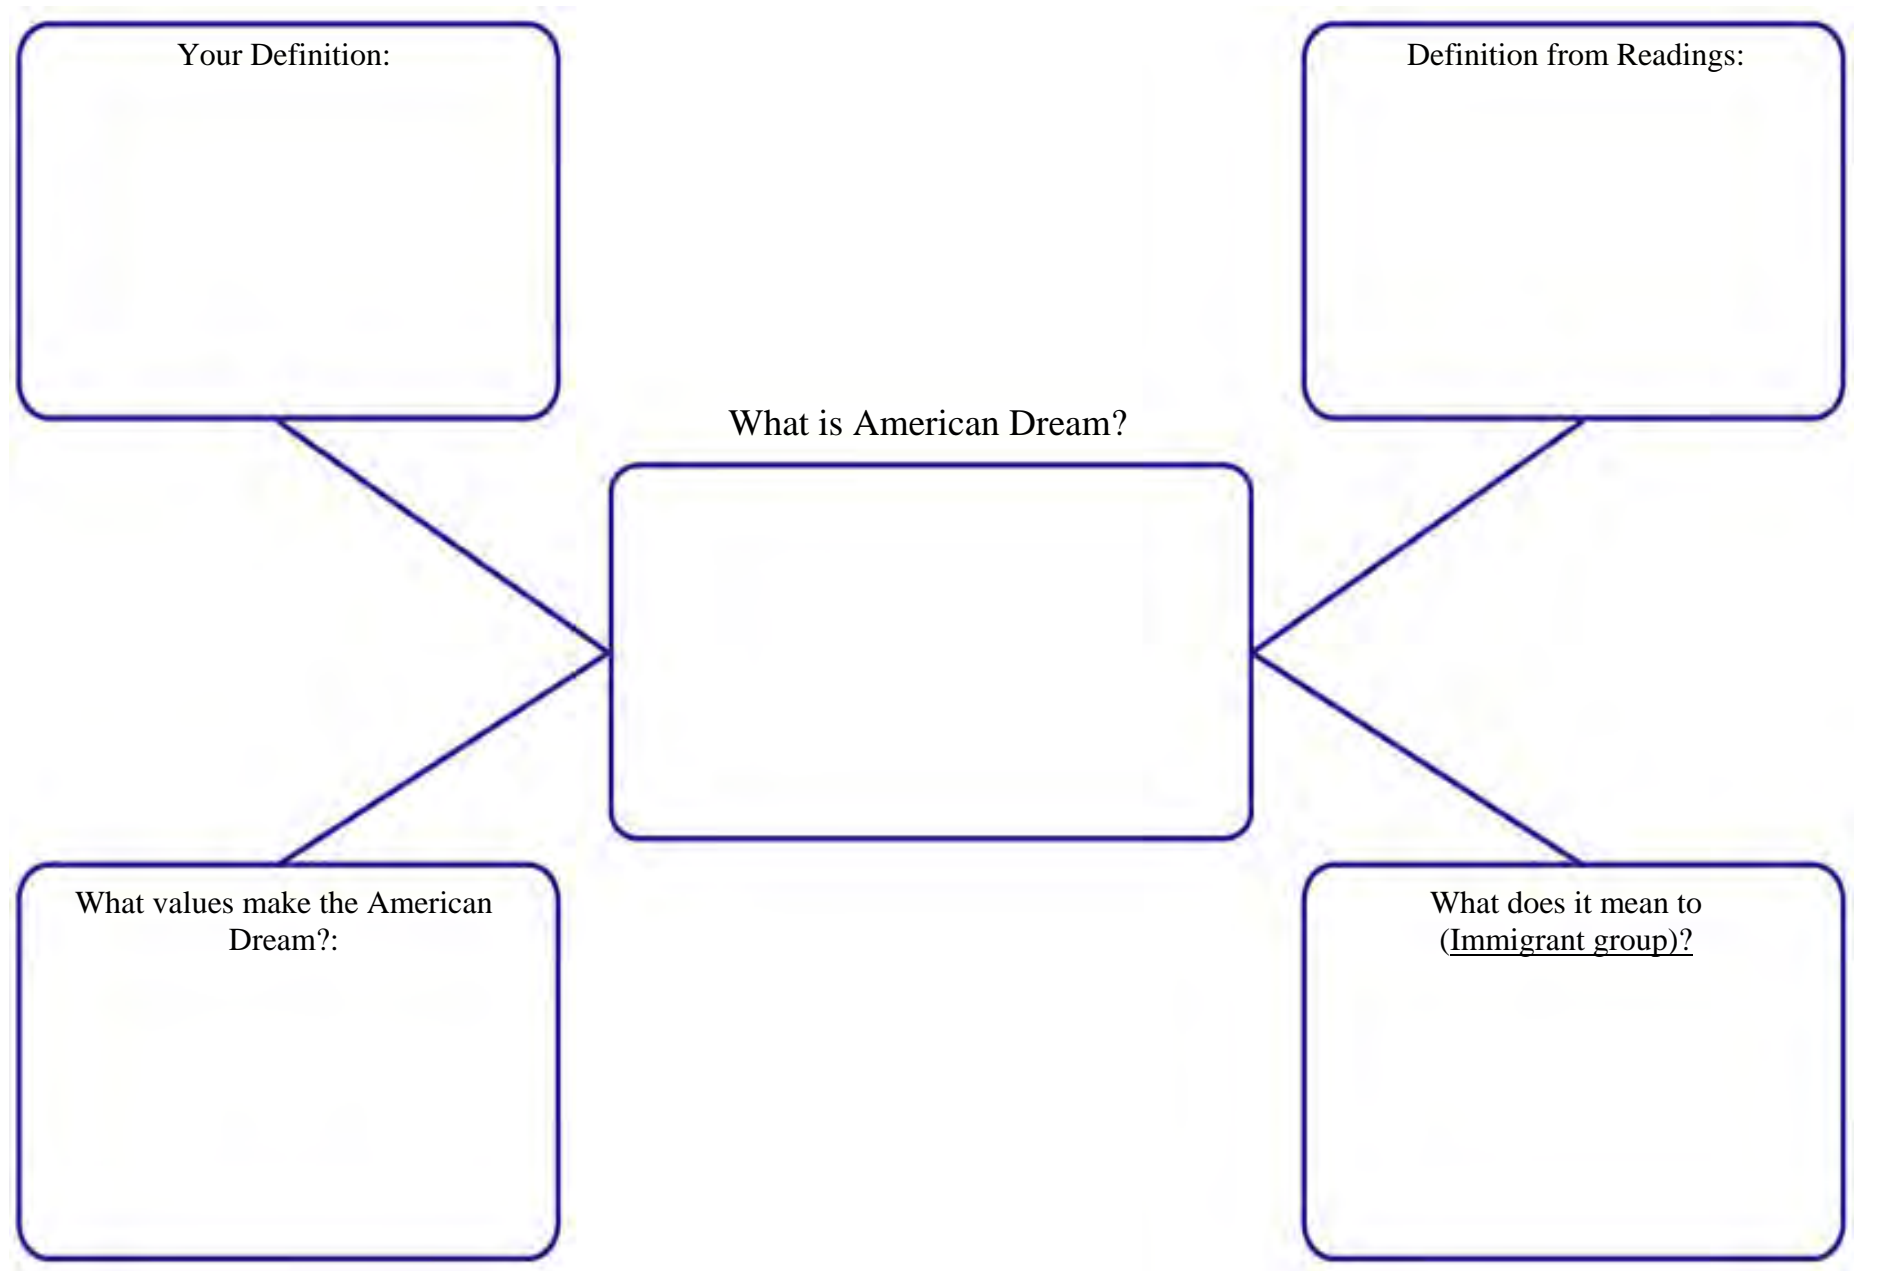 Your Definition:
Definition from Readings:
What is American Dream?
What values make the American
Dream?:
What does it mean to
(Immigrant group)?